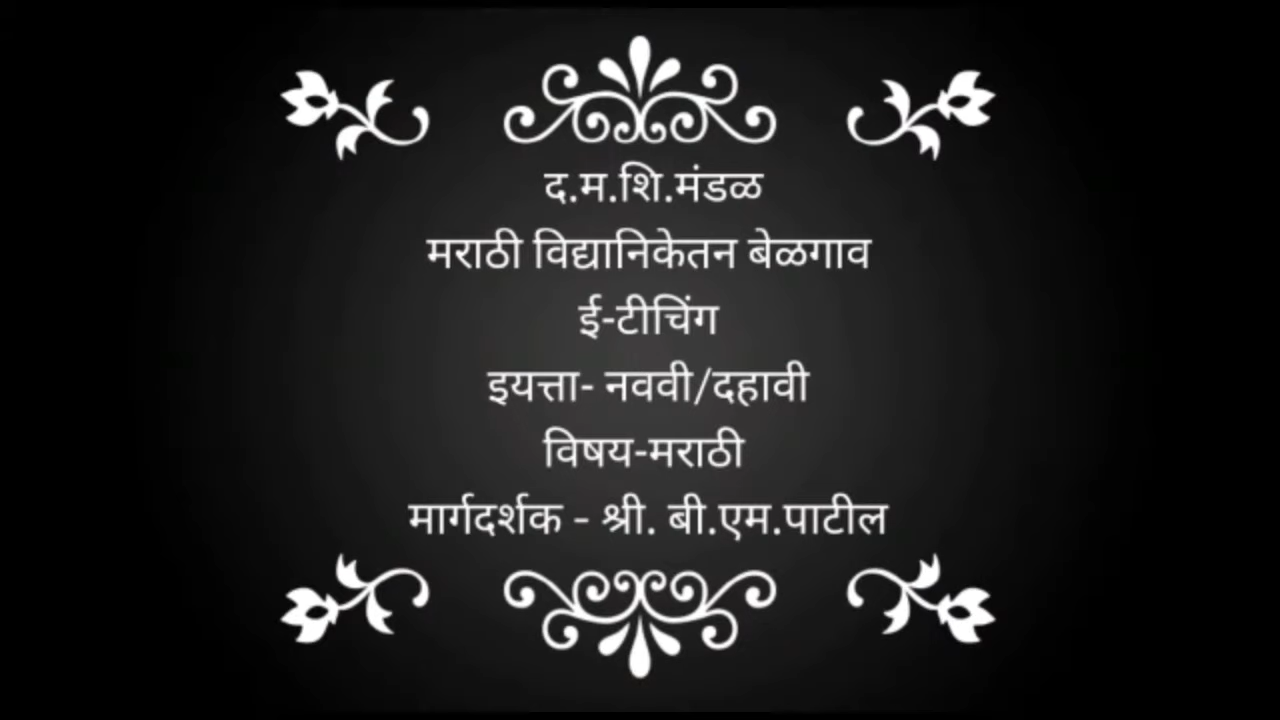 द.म.शि.मंडळ
मराठी विद्यानिकेतन बेळगाव
ई-टीचिंग
इयत्ता- नववी/दहावी
विषय-मराठी
मार्गदर्शक - श्री. बी.एम.पाटील